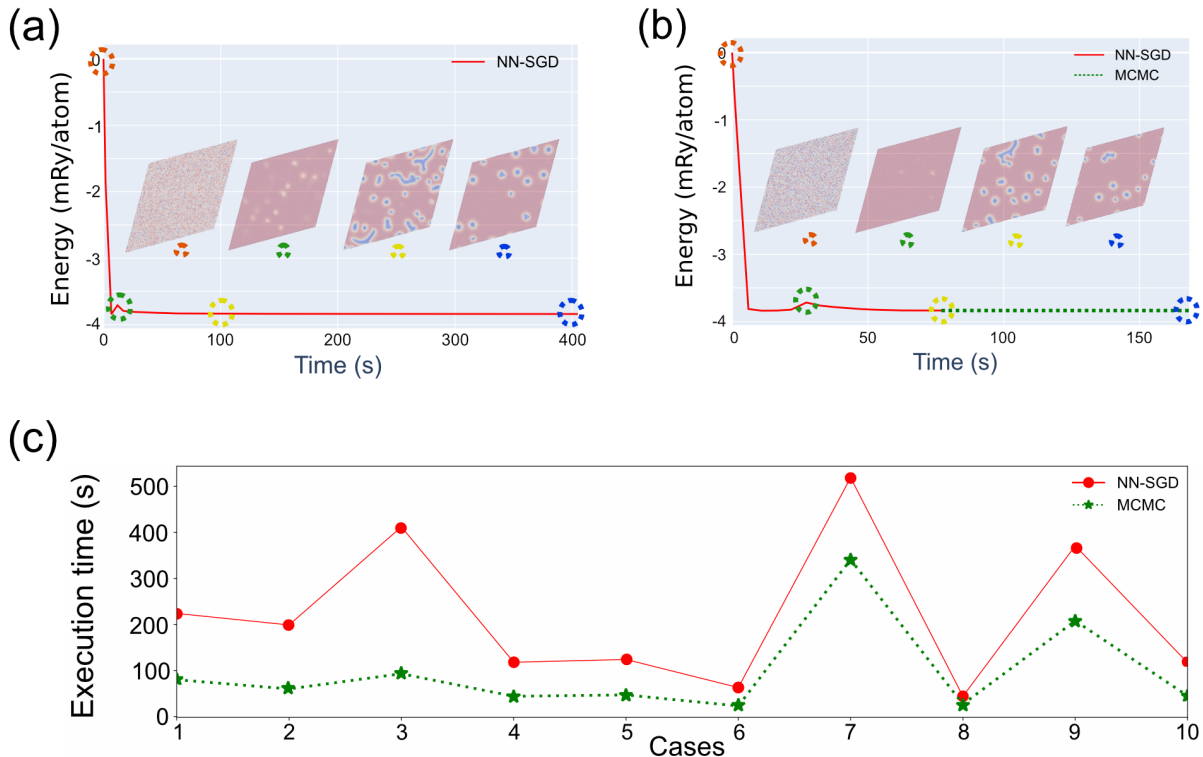 (a)
NN-SGD
0
-1
-2
-3
-4
Energy (mRy/atom)
0
100
200
300
400
Time (s)
(b)
NN-SGD
MCMC
0
-1
-2
-3
-4
Energy (mRy/atom)
0
50
100
150
Time (s)
(c)
NN-SGD
MCMC
500
400
300
200
100
0
Execution time (s)
1
2
3
4
5
6
7
8
9
10
Cases